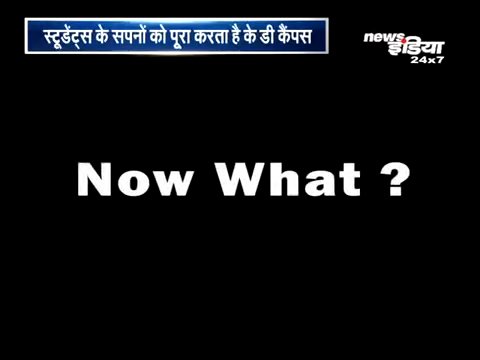 स्टूडेंट्स के सपनों को पूरा करता है के डी कैंपस
news
इंडिया
24x7
Now What ?